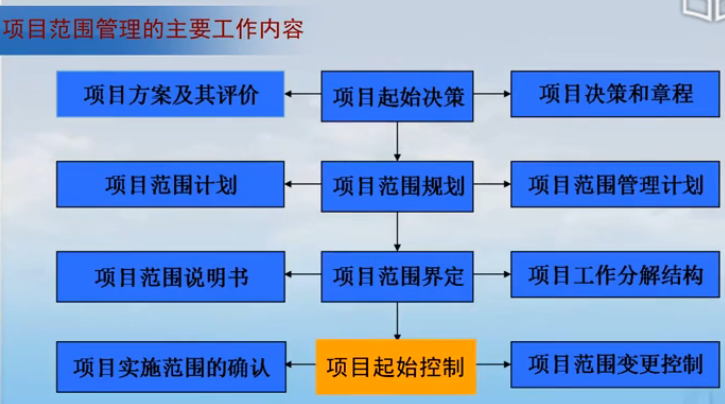 项目范围管理的主要工作内容
项目方案及其评价
项目起始决策
项目决策和章程
项目范围计划
项目范围规划
项目范围管理计划
项目范围说明书
项目范围界定
项目工作分解结构
项目实施范围的确认
项目起始控制
项目范围变更控制